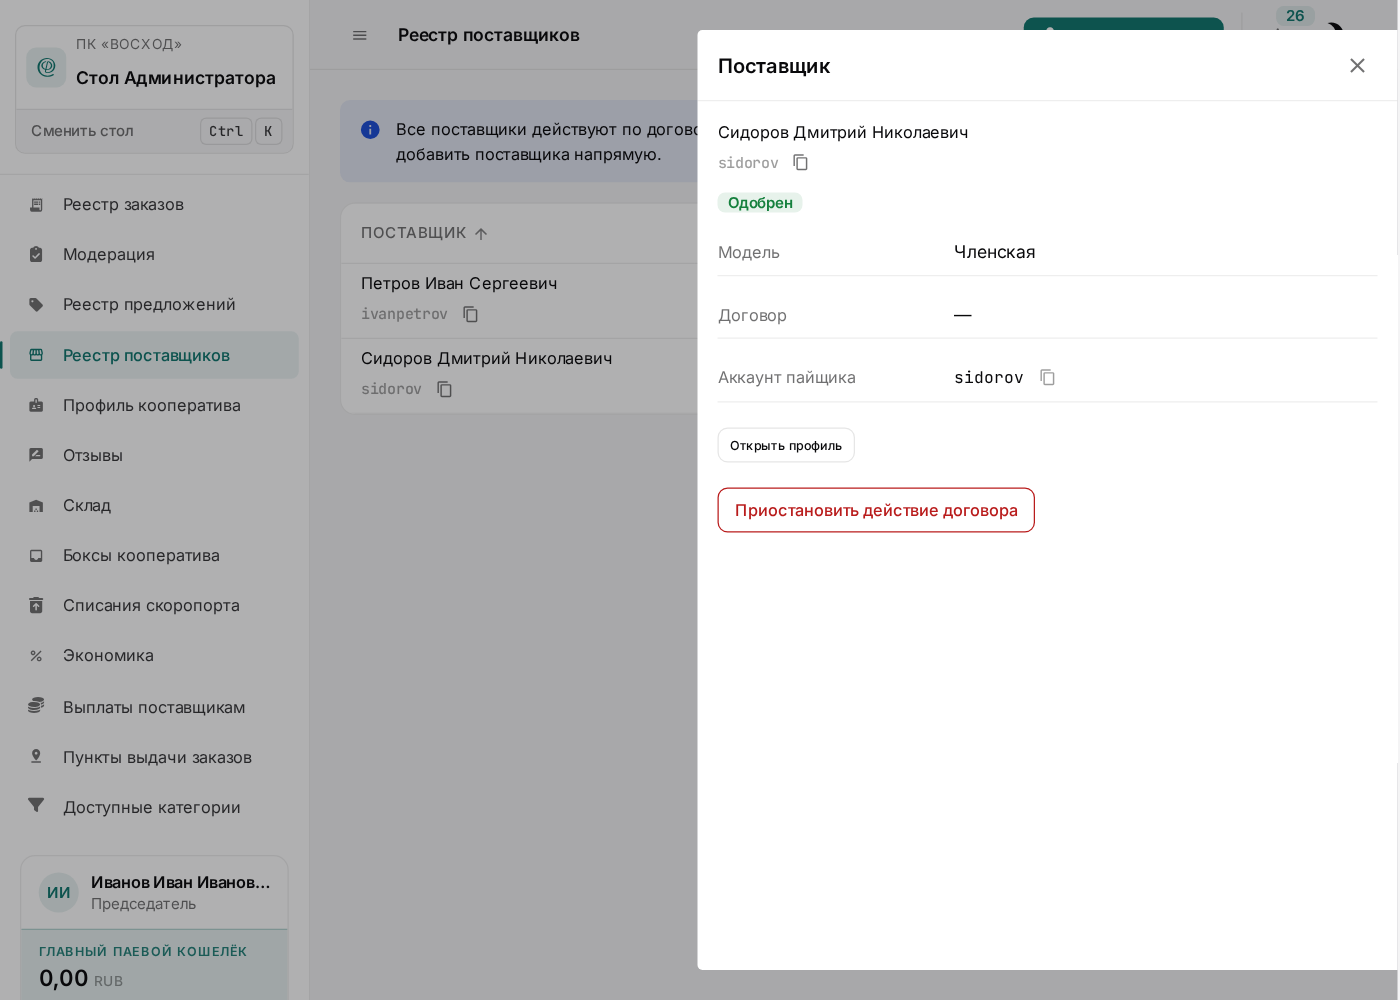 ПК «ВОСХОД»
Стол Администратора
Сменить стол
Ctrl K
Реестр заказов
Модерация
Реестр предложений
Реестр поставщиков
Профиль кооператива
Отзывы
Склад
Боксы кооператива
Списания скоропорта
Экономика
Выплаты поставщикам
Пункты выдачи заказов
Доступные категории
ИИ
Иванов Иван Иванов...
Председатель
ГЛАВНЫЙ ПАЕВОЙ КОШЕЛЁК
0,00 RUB
Реестр поставщиков
26
Все поставщики действуют по
добавить поставщика напрямую.
ПОСТАВЩИК
Петров Иван Сергеевич
ivanpetrov
Сидоров Дмитрий Николаевич
sidorov
Поставщик
Сидоров Дмитрий Николаевич
sidorov
Одобрен
Модель Членская
Договор —
Аккаунт пайщика sidorov
Открыть профиль
Приостановить действие договора